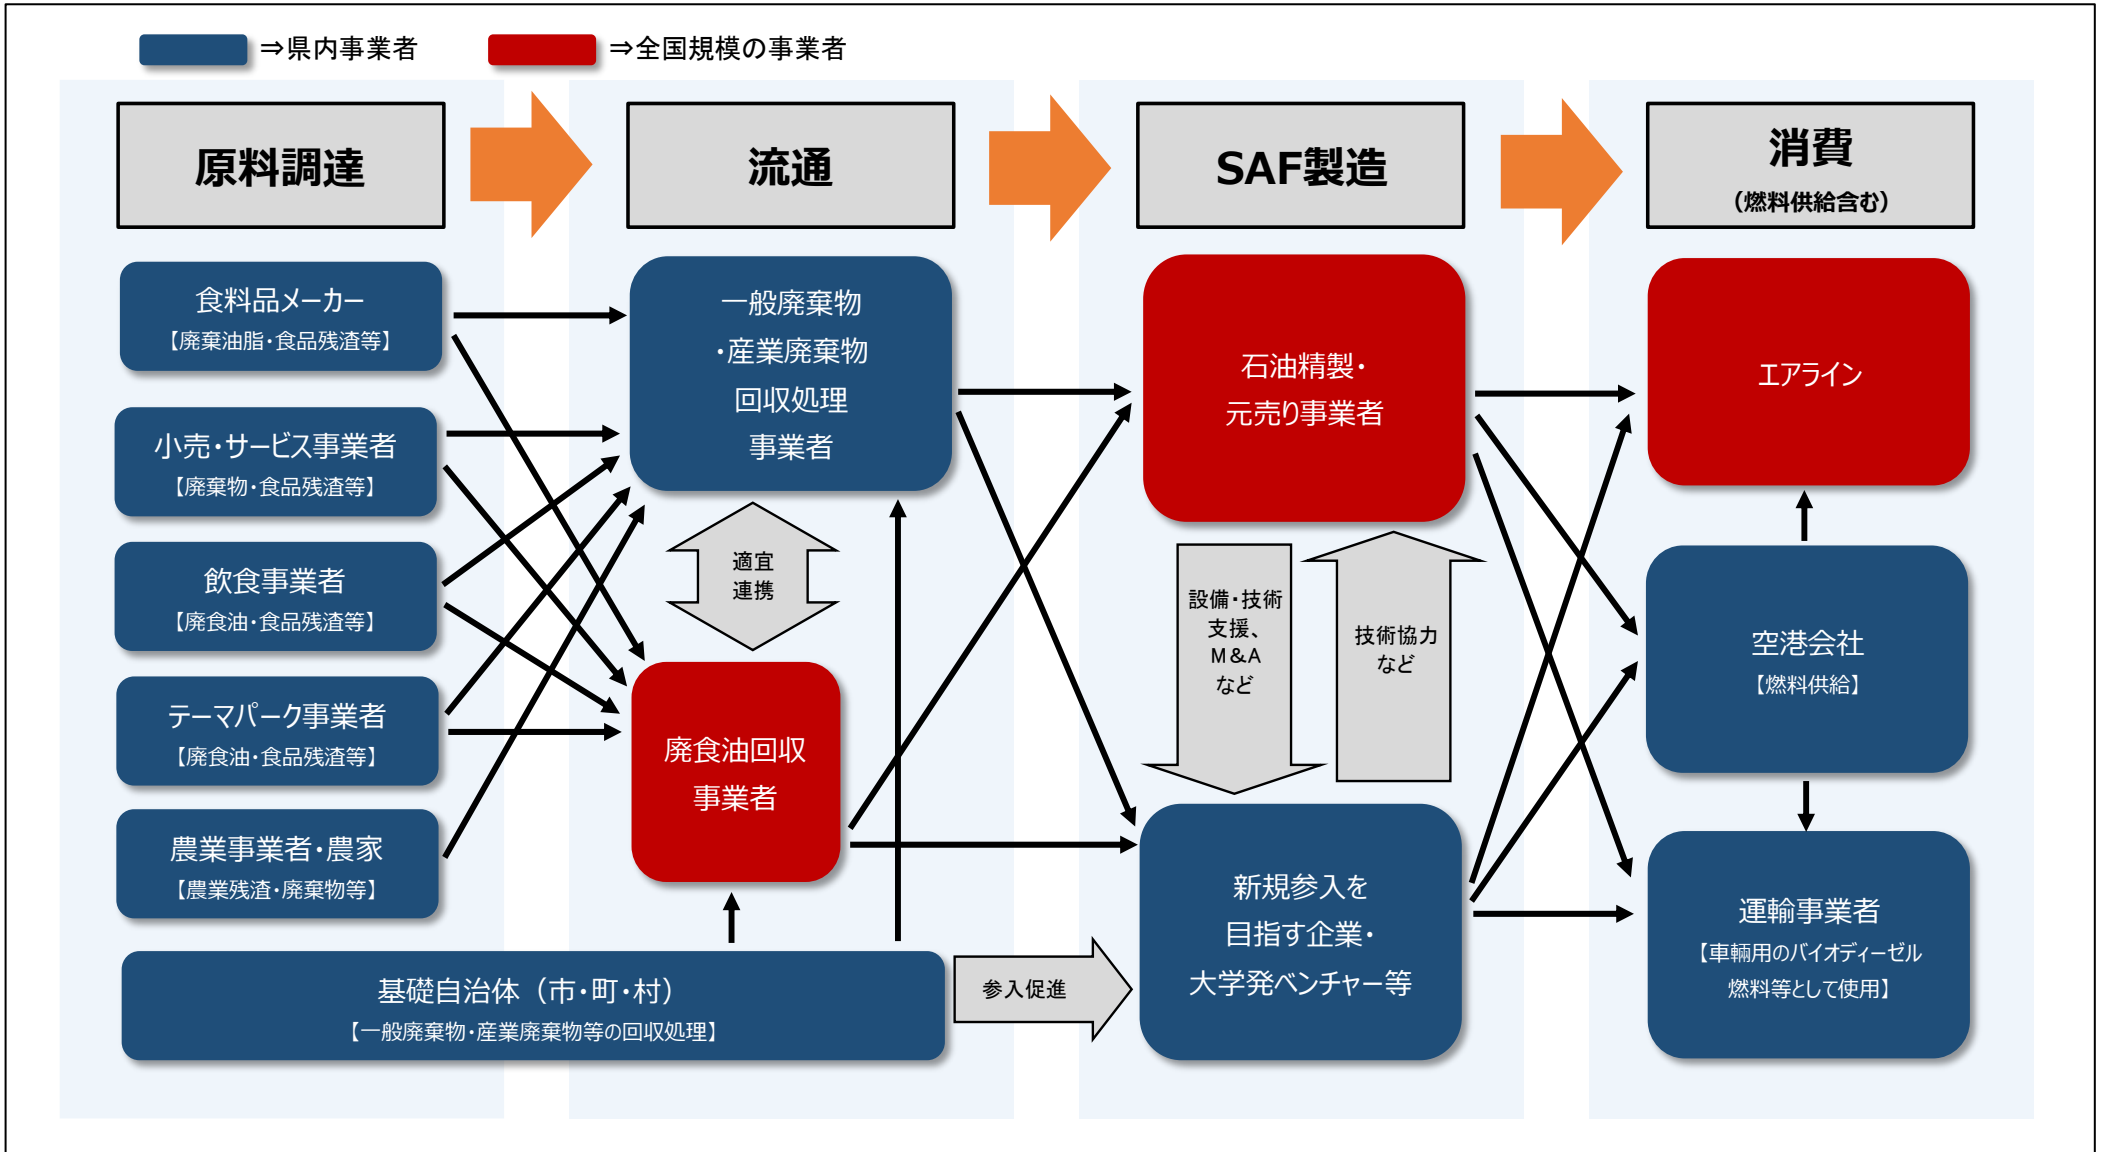 ⇒県内事業者
⇒全国規模の事業者
原料調達
流通
SAF製造
消費
（燃料供給含む）
食料品メーカー
【廃棄油脂・食品残渣等】
小売・サービス事業者
【廃棄物・食品残渣等】
飲食事業者
【廃食油・食品残渣等】
テーマパーク事業者
【廃食油・食品残渣等】
農業事業者・農家
【農業残渣・廃棄物等】
基礎自治体（市・町・村）
【一般廃棄物・産業廃棄物等の回収処理】
一般廃棄物
・産業廃棄物
回収処理
事業者
適宜
連携
廃食油回収
事業者
参入促進
石油精製・
元売り事業者
設備・技術
支援、
M＆A
など
技術協力
など
新規参入を
目指す企業・
大学発ベンチャー等
エアライン
空港会社
【燃料供給】
運輸事業者
【車輛用のバイオディーゼル
燃料等として使用】